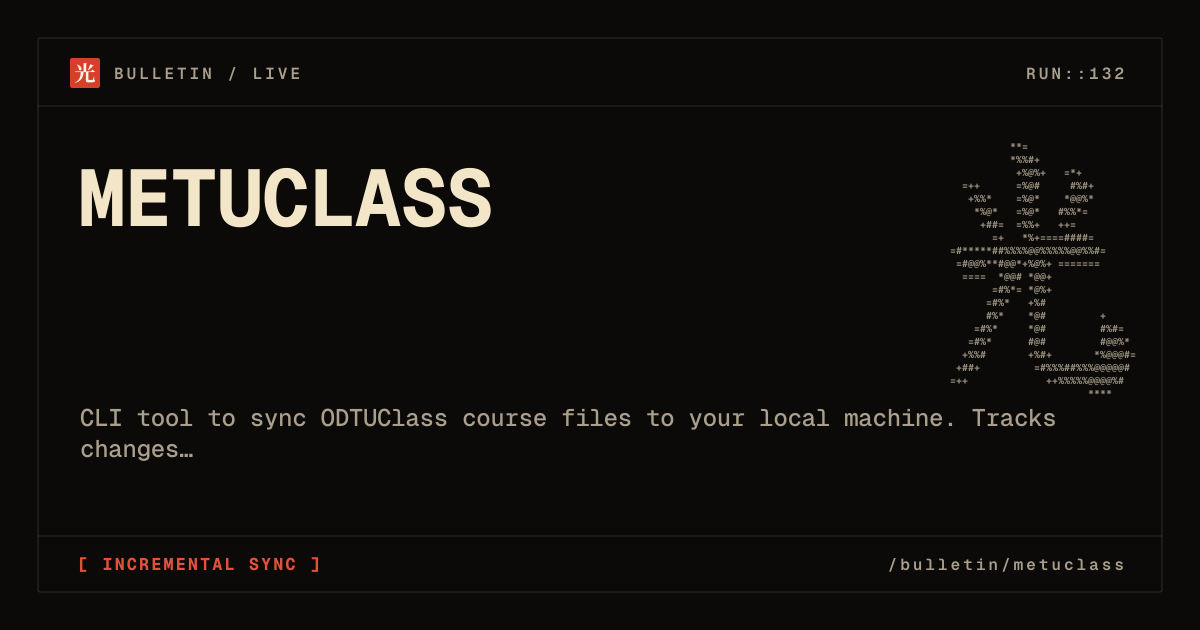 光 BULLETIN / LIVE
RUN::132
METUCLASS
CLI tool to sync ODTUClass course files to your local machine. Tracks
changes…
[ INCREMENTAL SYNC ]
/bulletin/metuclass